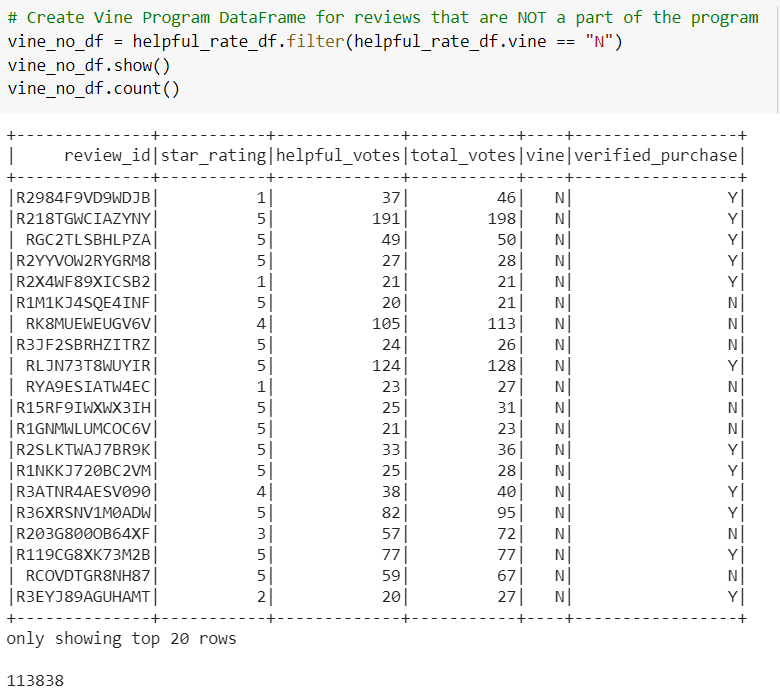 # Create Vine Program DataFrame for reviews that are NOT a part of the program
vine_no_df = helpful_rate_df.filter(helpful_rate_df.vine == "N")
vine_no_df.show()
vine_no_df.count()
+--------------+-----------+-------------+-----------+----+-----------------+
|     review_id|star_rating|helpful_votes|total_votes|vine|verified_purchase|
+--------------+-----------+-------------+-----------+----+-----------------+
|R2984F9VD9WDJB|          1|           37|         46|   N|                Y|
|R218TGWCIAZYNY|          5|          191|        198|   N|                Y|
| RGC2TLSBHLPZA|          5|           49|         50|   N|                Y|
|R2YYVOW2RYGRM8|          5|           27|         28|   N|                Y|
|R2X4WF89XICSB2|          1|           21|         21|   N|                Y|
|R1M1KJ4SQE4INF|          5|           20|         21|   N|                N|
| RK8MUEWEUGV6V|          4|          105|        113|   N|                N|
|R3JF2SBRHZITRZ|          5|           24|         26|   N|                N|
| RLJN73T8WUYIR|          5|          124|        128|   N|                Y|
| RYA9ESIATW4EC|          1|           23|         27|   N|                N|
|R15RF9IWXWX3IH|          5|           25|         31|   N|                N|
|R1GNMWLUMCOC6V|          5|           21|         23|   N|                N|
|R2SLKTWAJ7BR9K|          5|           33|         36|   N|                Y|
|R1NKKJ720BC2VM|          5|           25|         28|   N|                Y|
|R3ATNR4AESV090|          4|           38|         40|   N|                Y|
|R36XRSNV1M0ADW|          5|           82|         95|   N|                Y|
|R203G800OB64XF|          3|           57|         72|   N|                N|
|R119CG8XK73M2B|          5|           77|         77|   N|                Y|
| RCOVDTGR8NH87|          5|           59|         67|   N|                N|
|R3EYJ89AGUHAMT|          2|           20|         27|   N|                Y|
+--------------+-----------+-------------+-----------+----+-----------------+
only showing top 20 rows
113838